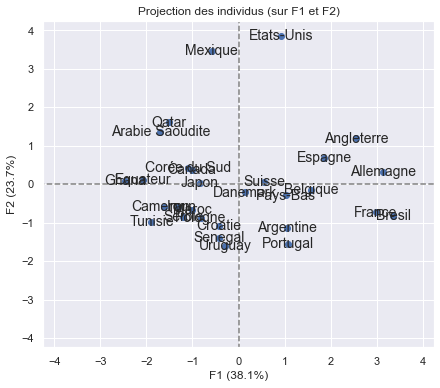 Projection des individus (sur F1 et F2)
4
3
2
1
0
−1
−2
−3
−4
F2 (23.7%)
Etats-Unis
Mexique
Qatar
Arabie Saoudite
Angleterre
Espagne
Corée du Sud
Canada
Allemagne
Equateur
Japon
Suisse
Danemark
Belgique
Pays-Bas
Cameroun
Maroc
France
Brésil
Tunisie
Croatie
Argentine
Senegal
Portugal
Uruguay
−4 −3 −2 −1 0 1 2 3 4
F1 (38.1%)